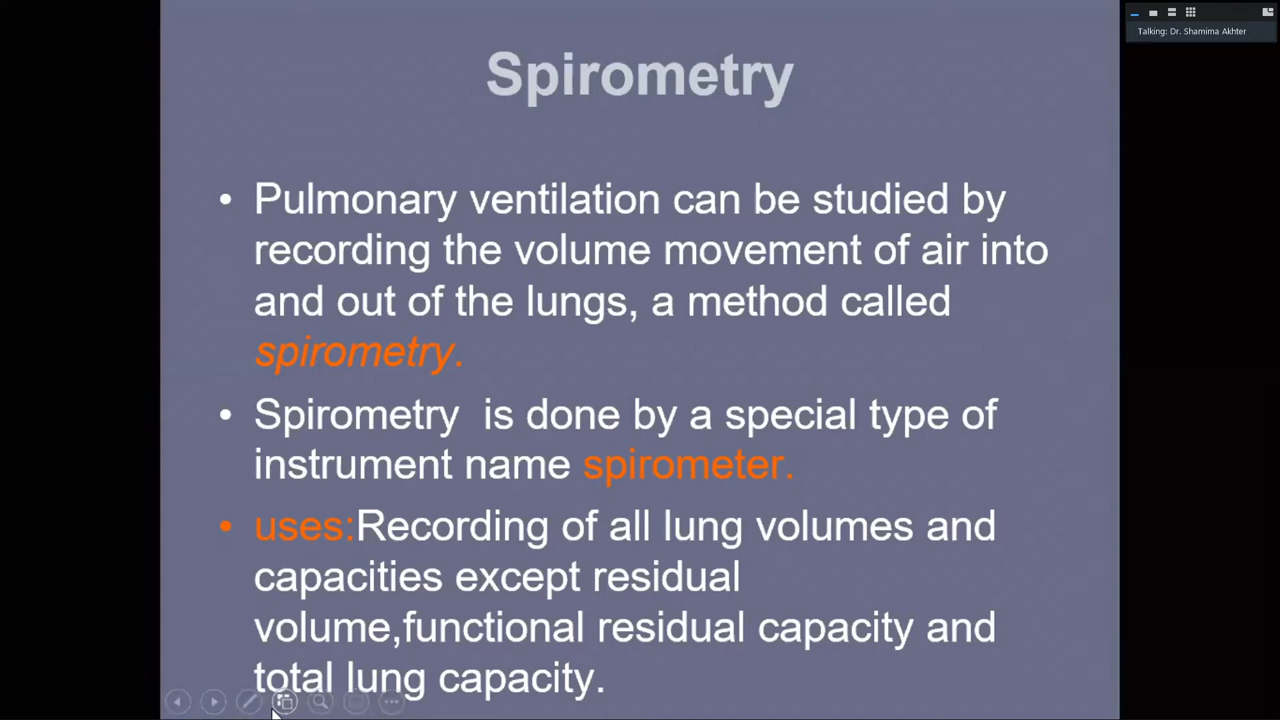 Talking: Dr. Shamima Akhter
Spirometry
• Pulmonary ventilation can be studied by
recording the volume movement of air into
and out of the lungs, a method called
spirometry.
• Spirometry  is done by a special type of
instrument name spirometer.
• uses:Recording of all lung volumes and
capacities except residual
volume,functional residual capacity and
total lung capacity.